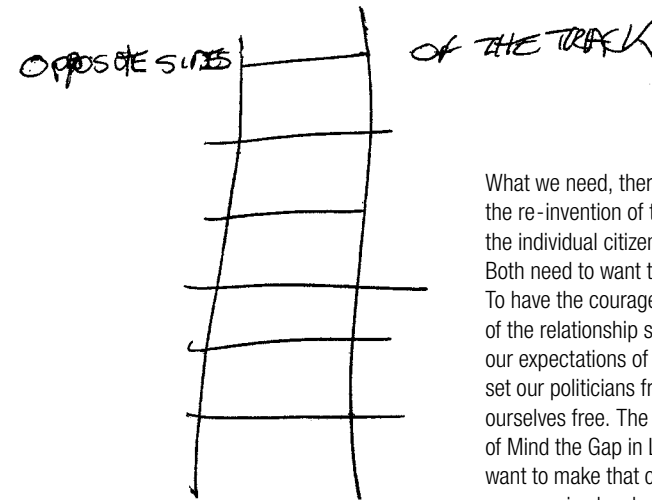 OPPOSITE SIDES OF THE TRACK
What we need, ther
the re-invention of t
the individual citizen
Both need to want t
To have the courage
of the relationship s
our expectations of
set our politicians fr
ourselves free. The
of Mind the Gap in L
want to make that c